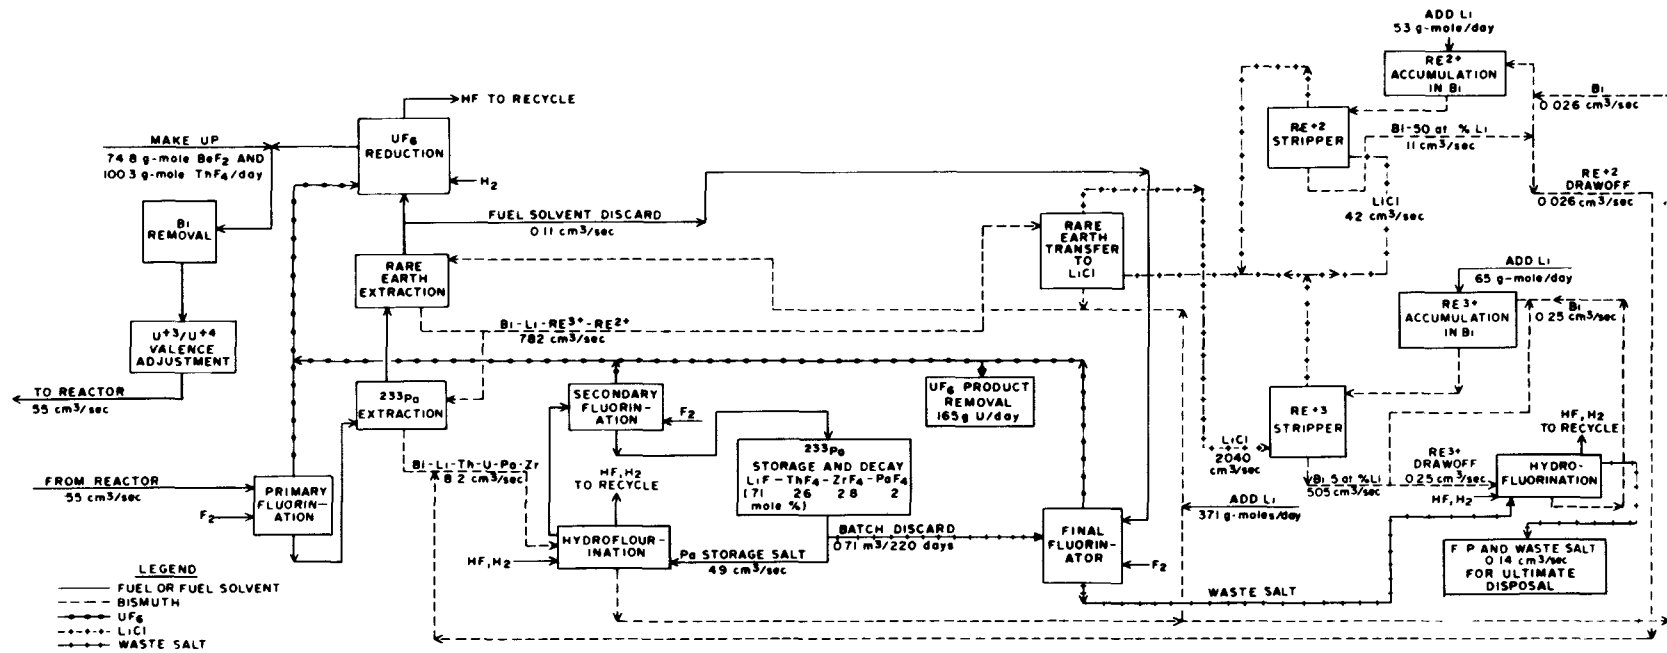 ADD Li
53 g-mole/day
RE2+
ACCUMULATION
IN Bi
Bi
0.026 cm3/sec
HF TO RECYCLE
MAKE UP
74.8 g-mole BeF2 AND
100.3 g-mole ThF4/day
UF6
REDUCTION
H2
RE+2
STRIPPER
Bi-50 at % Li
11 cm3/sec
RE+2
DRAWOFF
0.026 cm3/sec
LiCl
42 cm3/sec
Bi
REMOVAL
FUEL SOLVENT DISCARD
0.11 cm3/sec
RARE
EARTH
TRANSFER
TO
LiCl
RARE
EARTH
EXTRACTION
ADD Li
65 g-mole/day
RE3+
ACCUMULATION
IN Bi
Bi
0.25 cm3/sec
U+3/U+4
VALENCE
ADJUSTMENT
Bi-Li-RE3+-RE2+
782 cm3/sec
TO REACTOR
55 cm3/sec
233Pa
EXTRACTION
SECONDARY
FLUORIN-
ATION
F2
UF6 PRODUCT
REMOVAL
165 g U/day
RE+3
STRIPPER
LiCl
2040
cm3/sec
HF, H2
TO RECYCLE
233Pa
STORAGE AND DECAY
LiF-ThF4-ZrF4-PaF4
(71 26 2.8 2
mole %)
Bi-Li-Th-U-Pa-Zr
8.2 cm3/sec
HF, H2
TO RECYCLE
FROM REACTOR
55 cm3/sec
PRIMARY
FLUORIN-
ATION
F2
Bi 5 at %Li
505 cm3/sec
RE3+
DRAWOFF
0.25 cm3/sec
HF, H2
HYDRO-
FLUORINATION
ADD Li
371 g-moles/day
HYDROFLOUR-
INATION
HF, H2
Pa STORAGE SALT
49 cm3/sec
BATCH DISCARD
0.71 m3/220 days
FINAL
FLUORIN-
ATOR
F2
F P AND WASTE SALT
0.14 cm3/sec
FOR ULTIMATE
DISPOSAL
WASTE SALT
LEGEND
FUEL OR FUEL SOLVENT
BISMUTH
UF6
LiCl
WASTE SALT